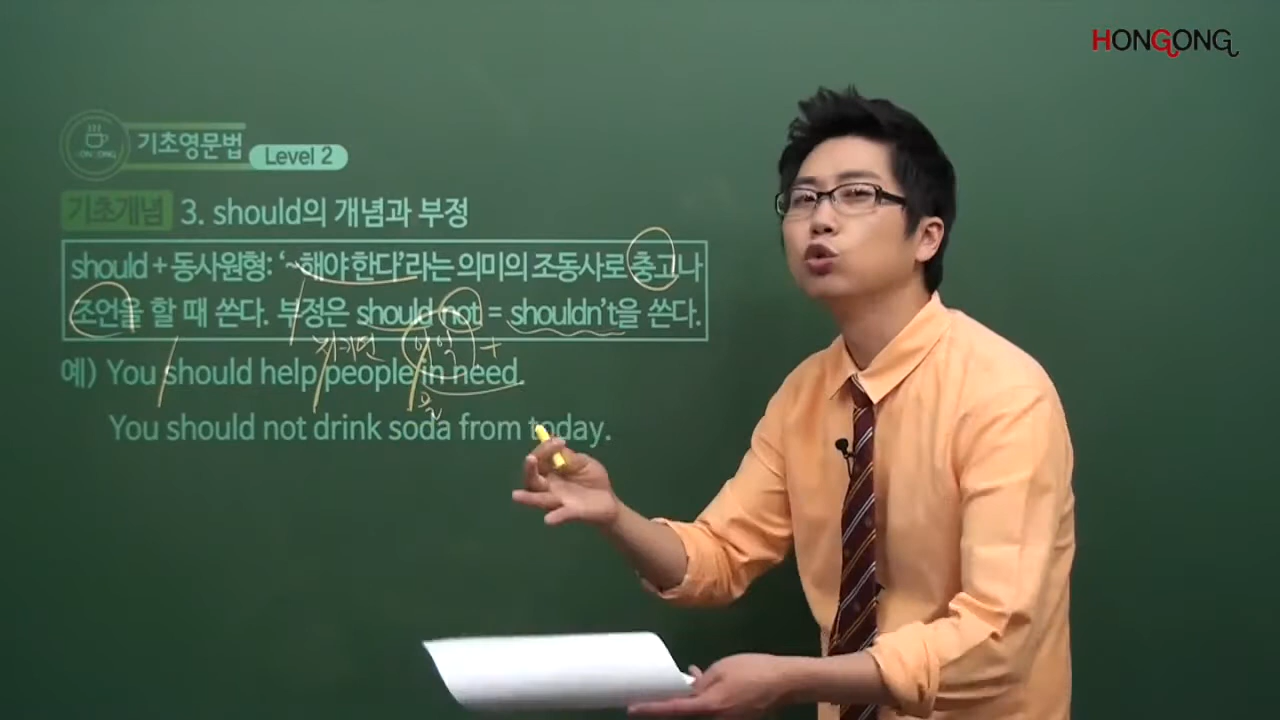 HONGONG
기초영문법
Level 2
기초개념 3. should의 개념과 부정
should + 동사원형: ‘~해야 한다’라는 의미의 조동사로 충고나
조언을 할 때 쓴다. 부정은 should not = shouldn't을 쓴다.
예) You should help people in need.
You should not drink soda from today.